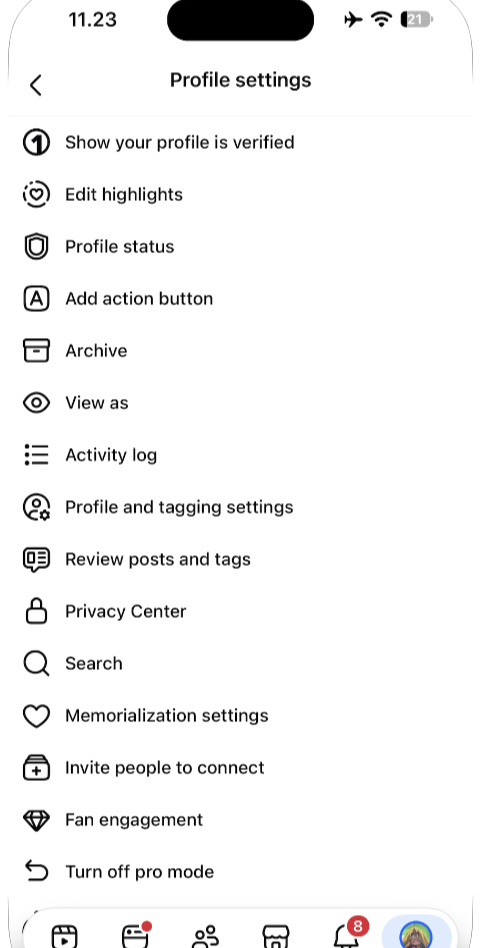 11.23
21
Profile settings
Show your profile is verified
Edit highlights
Profile status
Add action button
Archive
View as
Activity log
Profile and tagging settings
Review posts and tags
Privacy Center
Search
Memorialization settings
Invite people to connect
Fan engagement
Turn off pro mode
8